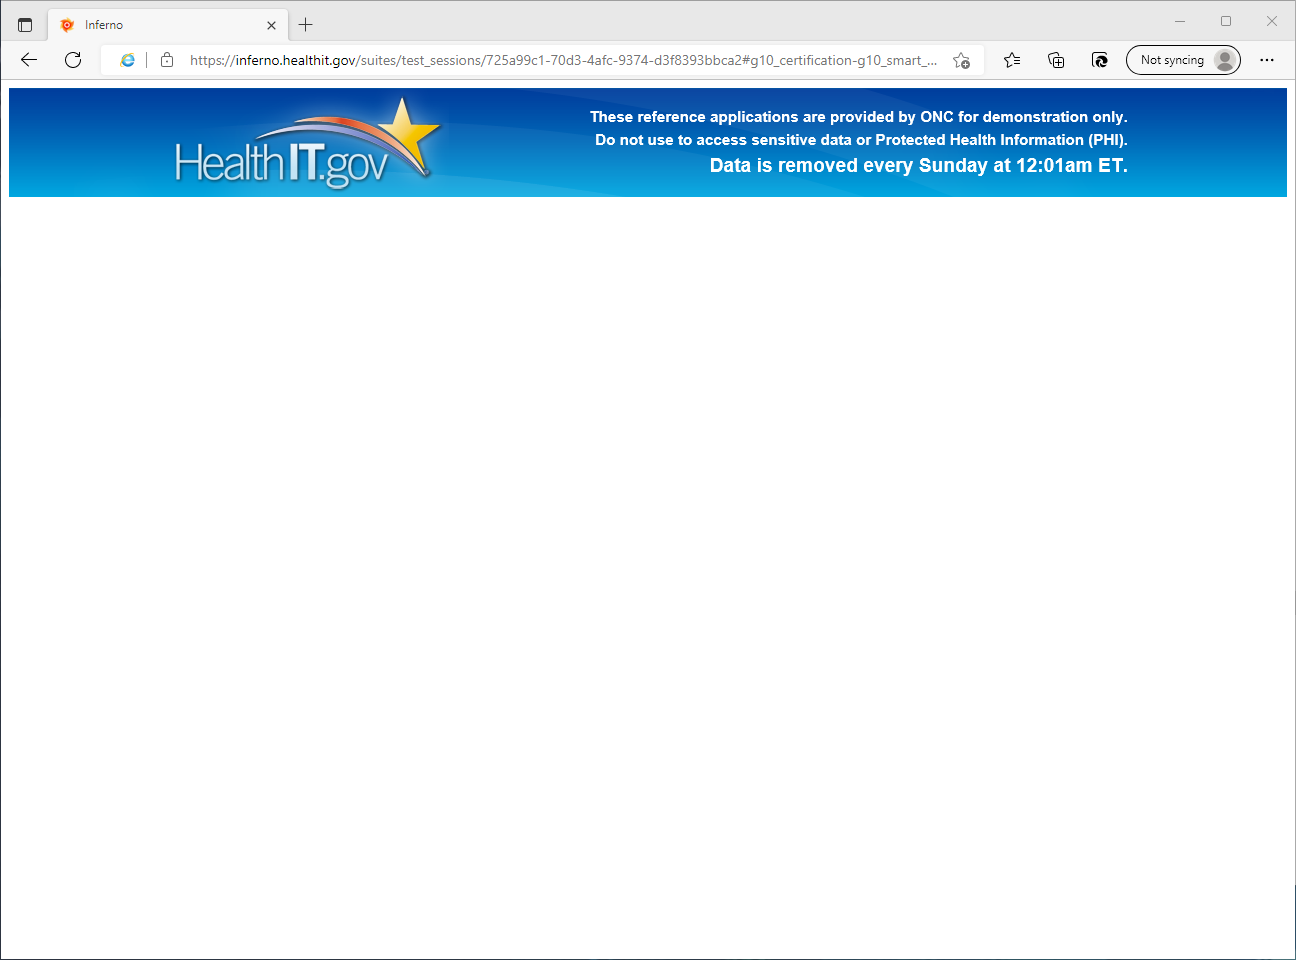 Inferno
https://inferno.healthit.gov/suites/test_sessions/725a99c1-70d3-4afc-9374-d3f8393bbca2#g10_certification-g10_smart_...
Not syncing
HealthIT.gov
These reference applications are provided by ONC for demonstration only.
Do not use to access sensitive data or Protected Health Information (PHI).
Data is removed every Sunday at 12:01am ET.